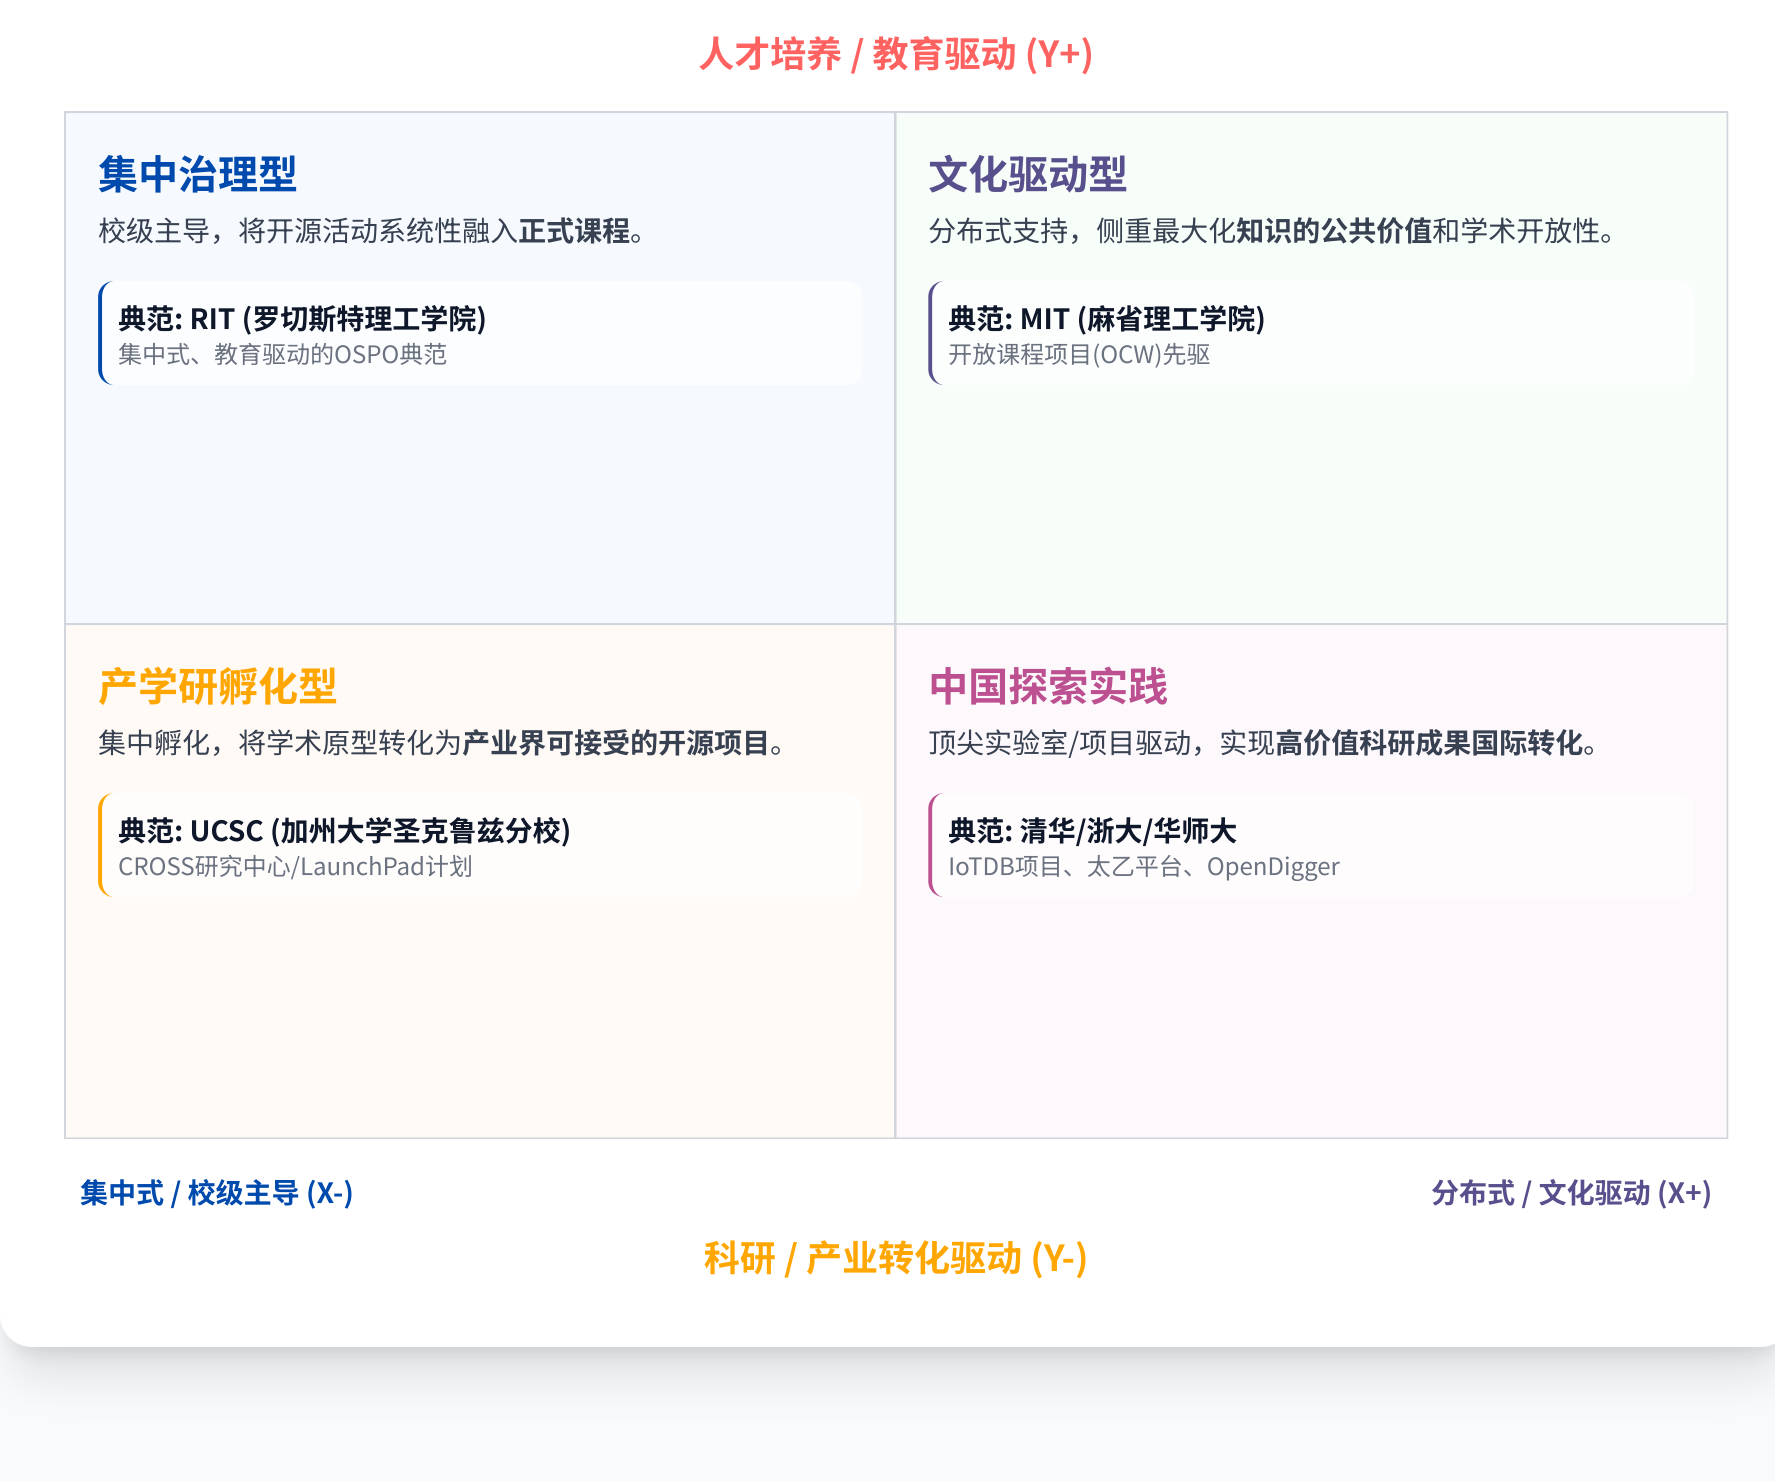 人才培养 / 教育驱动 (Y+)
集中治理型
校级主导，将开源活动系统性融入正式课程。
典范: RIT (罗切斯特理工学院)
集中式、教育驱动的OSPO典范
文化驱动型
分布式支持，侧重最大化知识的公共价值和学术开放性。
典范: MIT (麻省理工学院)
开放课程项目(OCW)先驱
产学研孵化型
集中孵化，将学术原型转化为产业界可接受的开源项目。
典范: UCSC (加州大学圣克鲁兹分校)
CROSS研究中心/LaunchPad计划
中国探索实践
顶尖实验室/项目驱动，实现高价值科研成果国际转化。
典范: 清华/浙大/华师大
IoTDB项目、太乙平台、OpenDigger
集中式 / 校级主导 (X-)
分布式 / 文化驱动 (X+)
科研 / 产业转化驱动 (Y-)